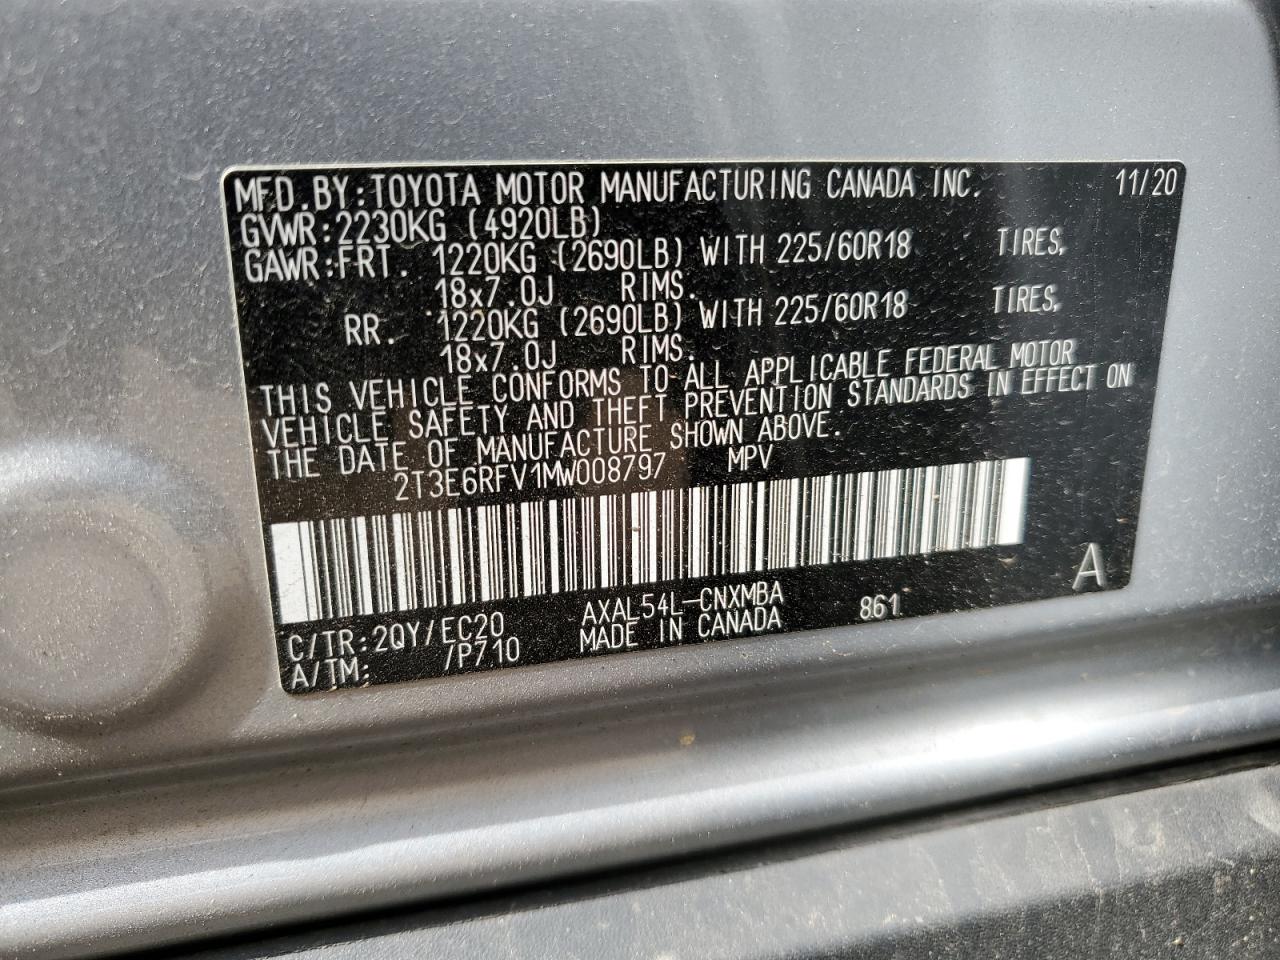 MFD.BY:TOYOTA MOTOR MANUFACTURING CANADA INC. 11/20
GVWR:2230KG (4920LB)
GAWR:FRT. 1220KG (2690LB) WITH 225/60R18 TIRES,
18x7.0J RIMS.
RR. 1220KG (2690LB) WITH 225/60R18 TIRES,
18x7.0J RIMS.
THIS VEHICLE CONFORMS TO ALL APPLICABLE FEDERAL MOTOR
VEHICLE SAFETY AND THEFT PREVENTION STANDARDS IN EFFECT ON
THE DATE OF MANUFACTURE SHOWN ABOVE.
2T3E6RFV1MW008797 MPV
A
C/TR:2QY/EC20 AXAL54L-CNXMBA 861
A/TM: /P710 MADE IN CANADA